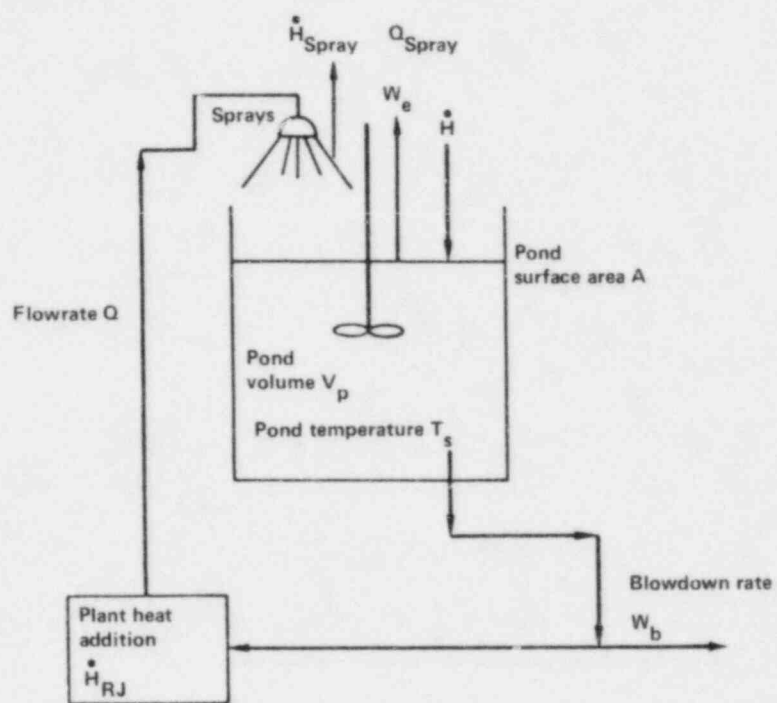 Ḣ_Spray
Q_Spray
W_e
Ḣ
Sprays
Pond
surface area A
Flowrate Q
Pond
volume V_p
Pond temperature T_s
Blowdown rate
W_b
Plant heat
addition
Ḣ_RJ